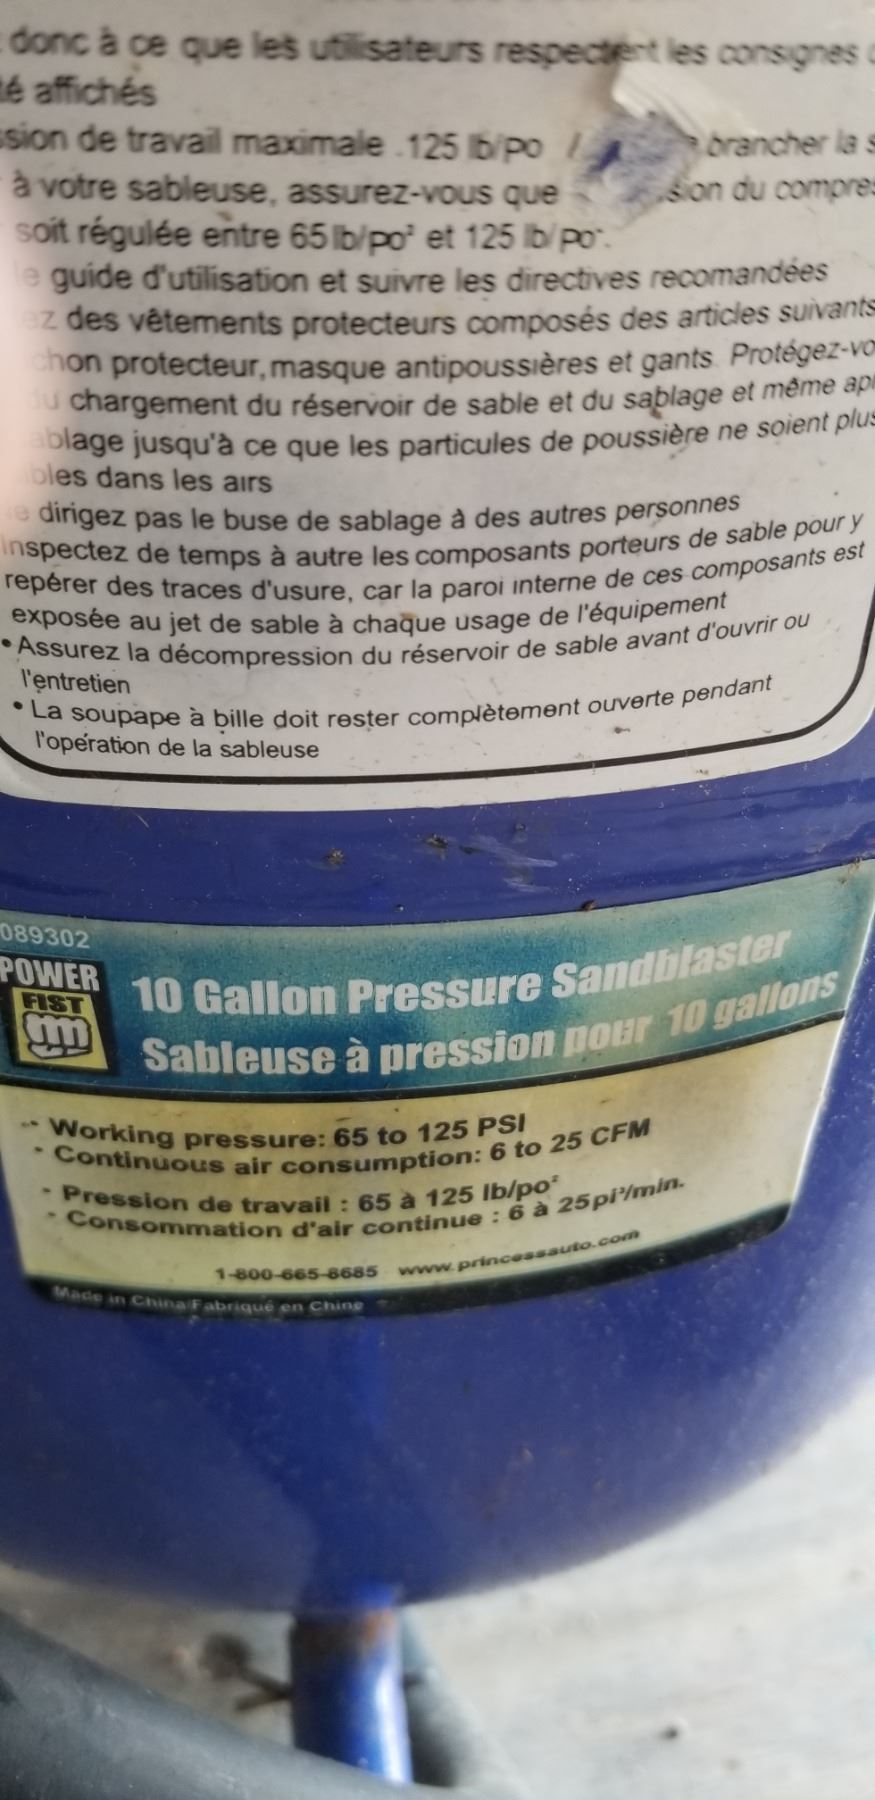 donc à ce que les utilisateurs respectent les consignes
té affichés
ssion de travail maximale .125 lb/po brancher la s
à votre sableuse, assurez-vous que sion du compres
soit régulée entre 65 lb/po² et 125 lb/po².
guide d'utilisation et suivre les directives recomandées
ez des vêtements protecteurs composés des articles suivants
chon protecteur, masque antipoussières et gants. Protégez-vo
du chargement du réservoir de sable et du sablage et même apr
ablage jusqu'à ce que les particules de poussière ne soient plus
bles dans les airs
e dirigez pas le buse de sablage à des autres personnes
Inspectez de temps à autre les composants porteurs de sable pour y
repérer des traces d'usure, car la paroi interne de ces composants est
exposée au jet de sable à chaque usage de l'équipement
• Assurez la décompression du réservoir de sable avant d'ouvrir ou
l'entretien
• La soupape à bille doit rester complètement ouverte pendant
l'opération de la sableuse
089302
POWER
FIST
10 Gallon Pressure Sandblaster
Sableuse à pression pour 10 gallons
- Working pressure: 65 to 125 PSI
- Continuous air consumption: 6 to 25 CFM
- Pression de travail : 65 à 125 lb/po²
- Consommation d'air continue : 6 à 25 pi³/min.
1-800-665-8685 www.princessauto.com
Made in China/Fabriqué en Chine